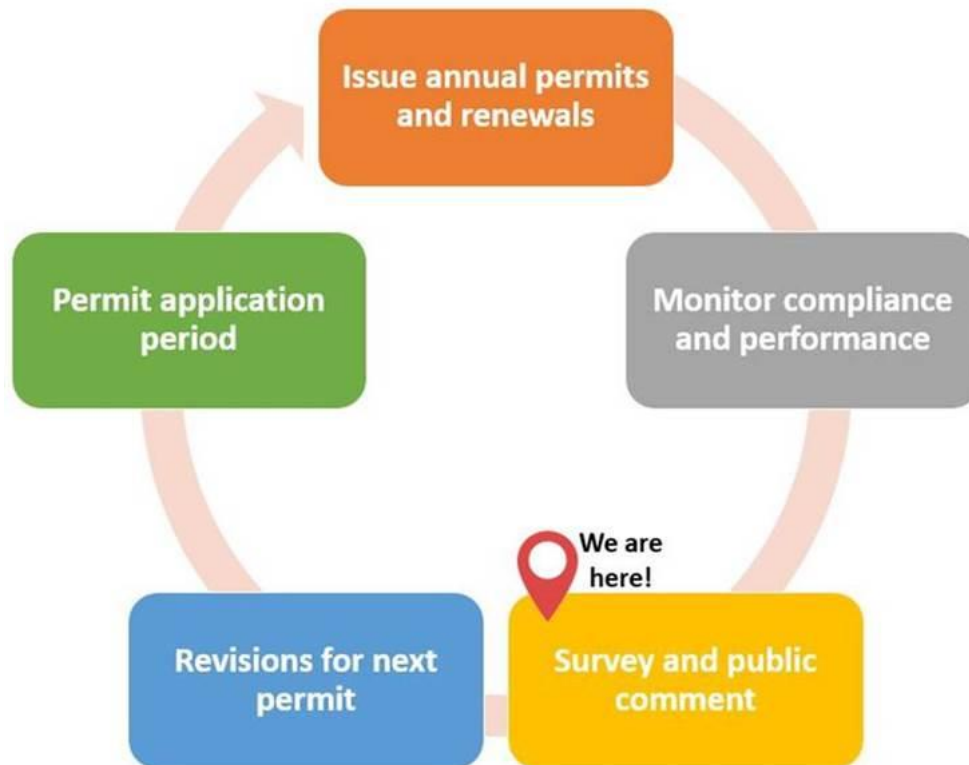 Issue annual permits
and renewals
Permit application
period
Monitor compliance
and performance
We are
here!
Revisions for next
permit
Survey and public
comment